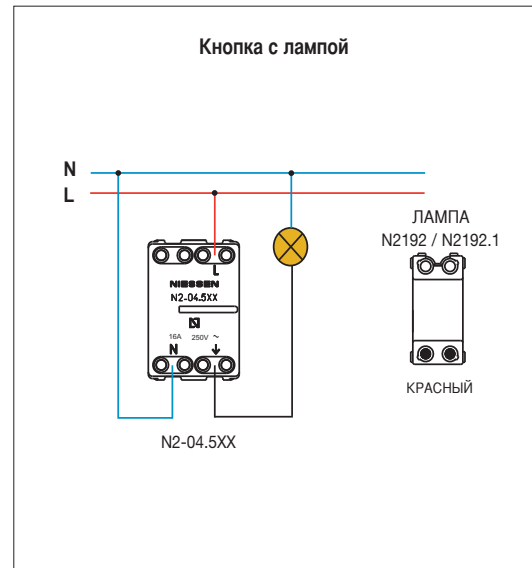 Кнопка с лампой
N
L
ЛАМПА
N2192 / N2192.1
L
NIESSEN
N2-04.5XX
16A 250V ~
N
КРАСНЫЙ
N2-04.5XX